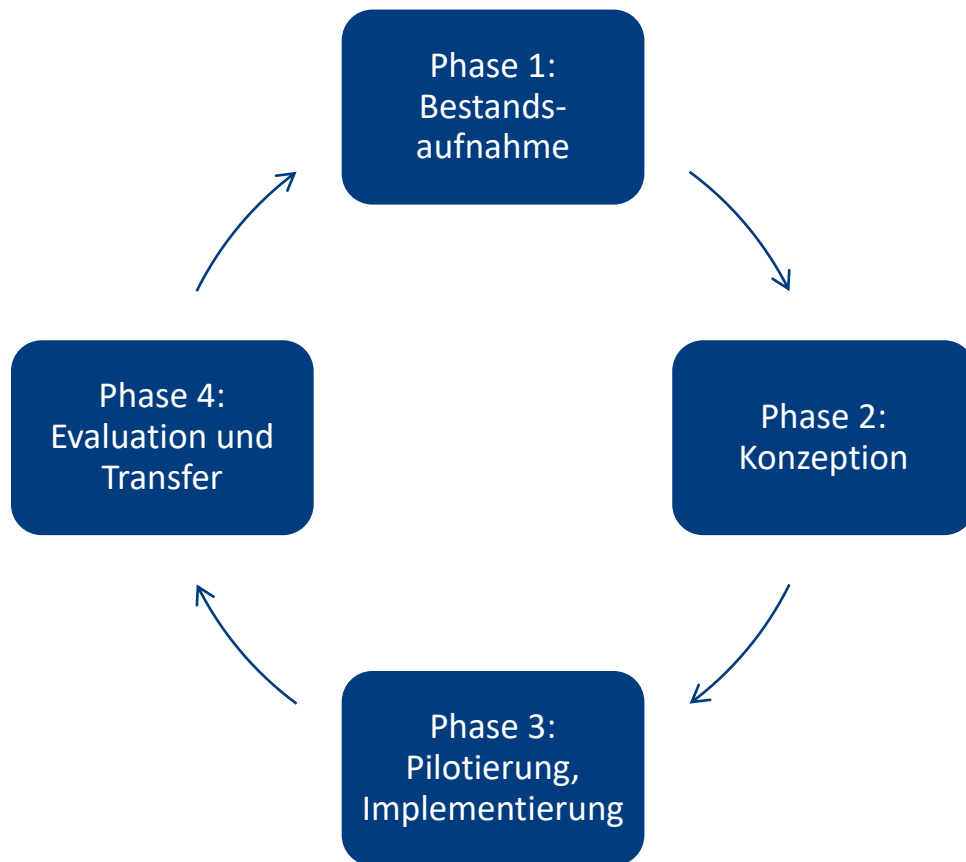 Phase 1:
Bestands-
aufnahme
Phase 2:
Konzeption
Phase 3:
Pilotierung,
Implementierung
Phase 4:
Evaluation und
Transfer